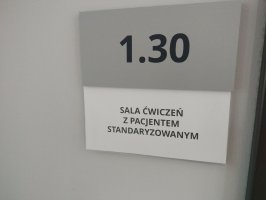 1.30
SALA ĆWICZEŃ
Z PACJENTEM
STANDARYZOWANYM